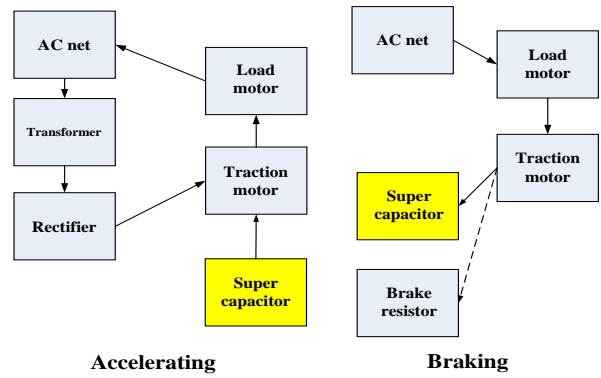 AC net
Transformer
Rectifier
Load
motor
Traction
motor
Super
capacitor
Accelerating
AC net
Load
motor
Traction
motor
Super
capacitor
Brake
resistor
Braking